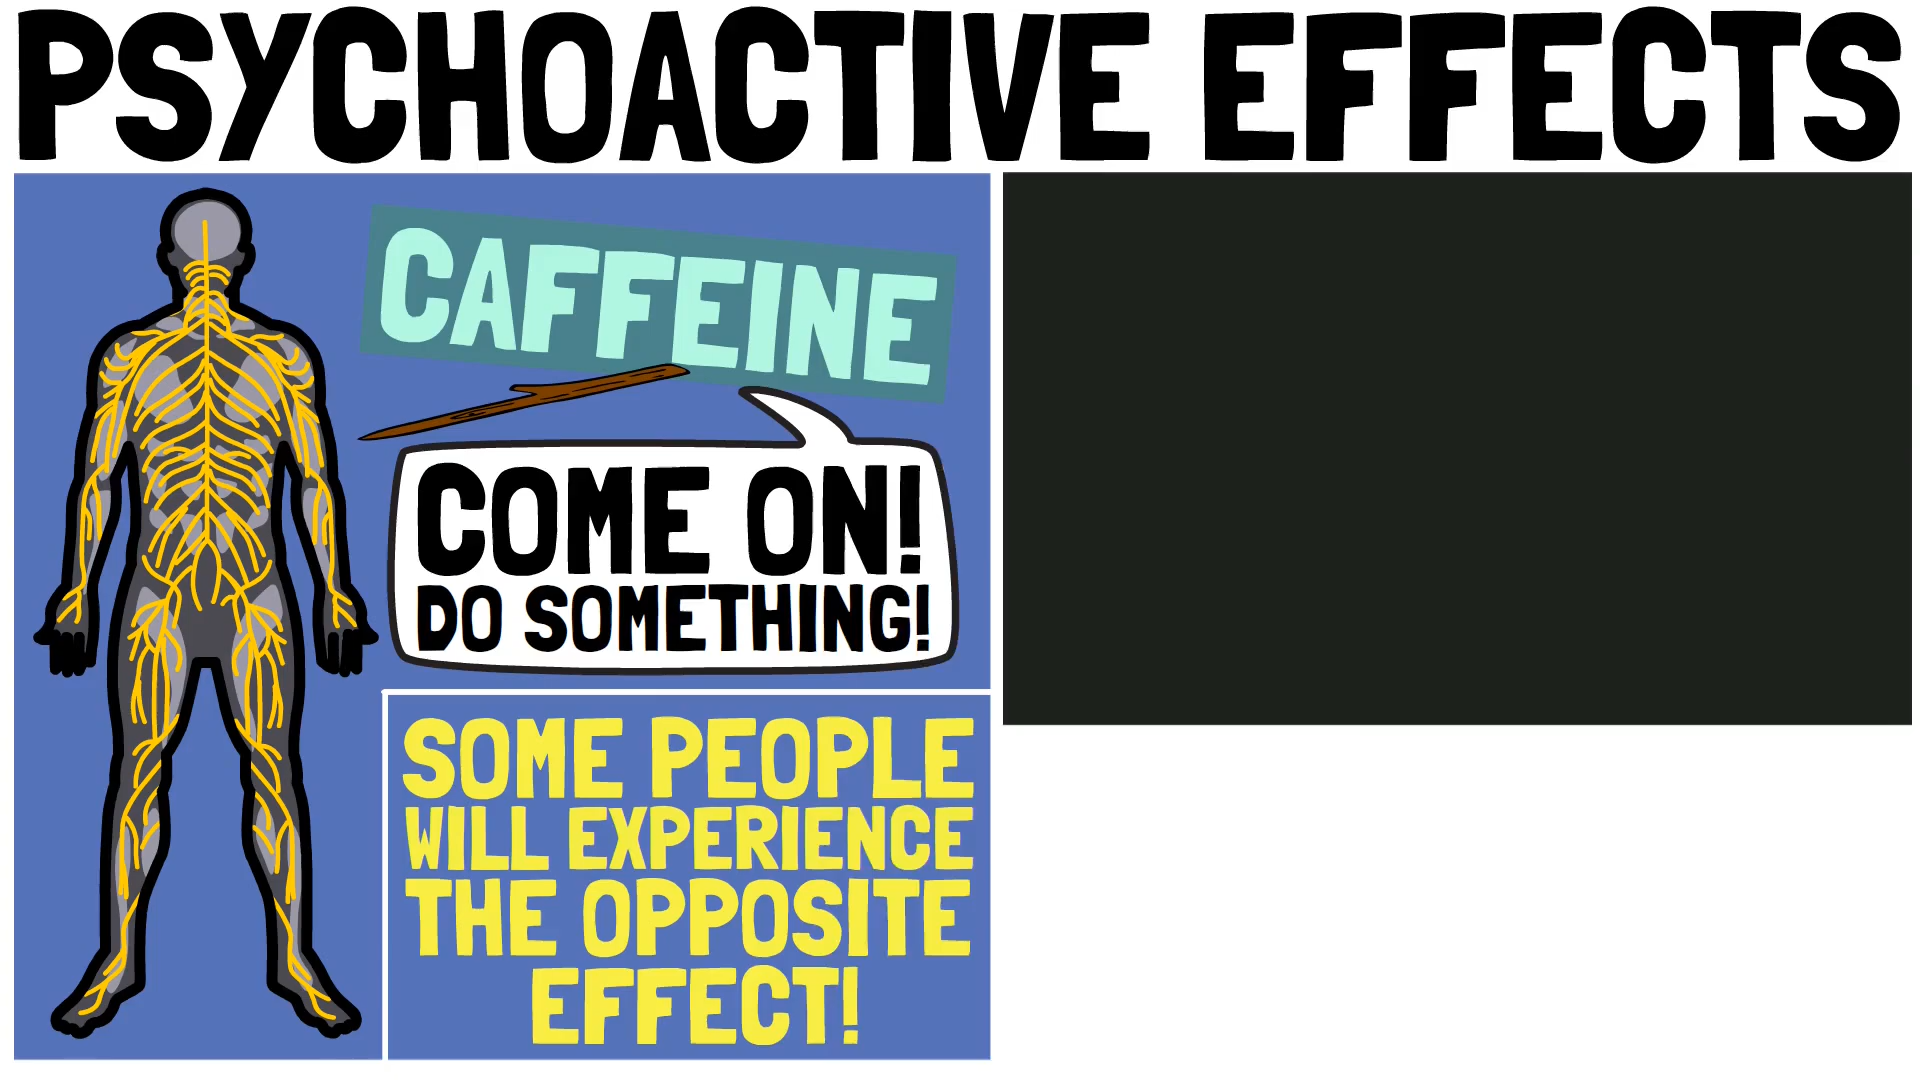 PSYCHOACTIVE EFFECTS
CAFFEINE
COME ON!
DO SOMETHING!
SOME PEOPLE
WILL EXPERIENCE
THE OPPOSITE
EFFECT!